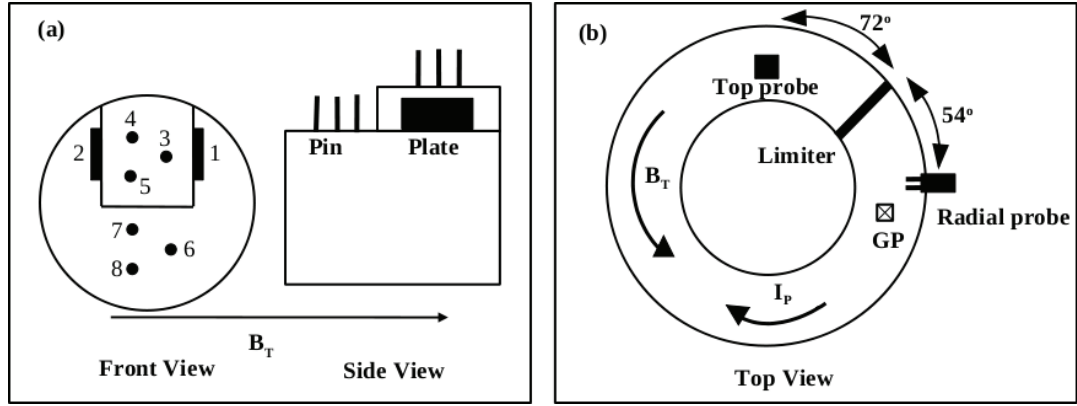 (a)
4
3
2
1
5
7
6
8
Pin
Plate
B_T
Front View
Side View
(b)
72°
Top probe
54°
Limiter
B_T
Radial probe
GP
I_P
Top View